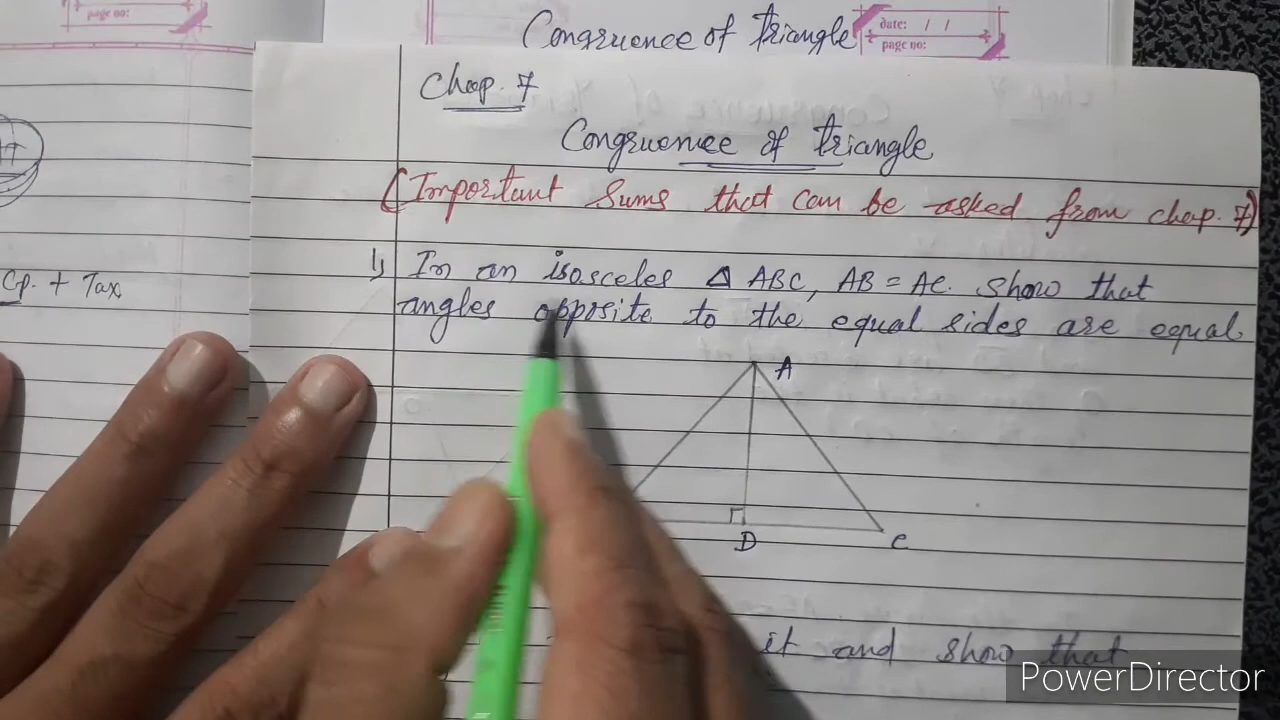 page no:
Congruence of triangle
date: / /
page no:
Chap. 7
Congruence of triangle
(Important Sums that can be asked from chap. 7)
1) In an isosceles Δ ABC, AB = AC. show that
angles opposite to the equal sides are equal.
Cp. + Tax
A
D
C
it and show that
PowerDirector